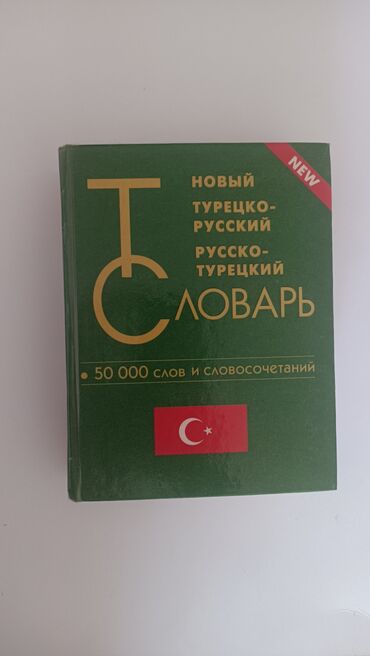 NEW
НОВЫЙ
ТУРЕЦКО-
РУССКИЙ
РУССКО-
ТУРЕЦКИЙ
Т
СЛОВАРЬ
• 50 000 СЛОВ И СЛОВОСОЧЕТАНИЙ